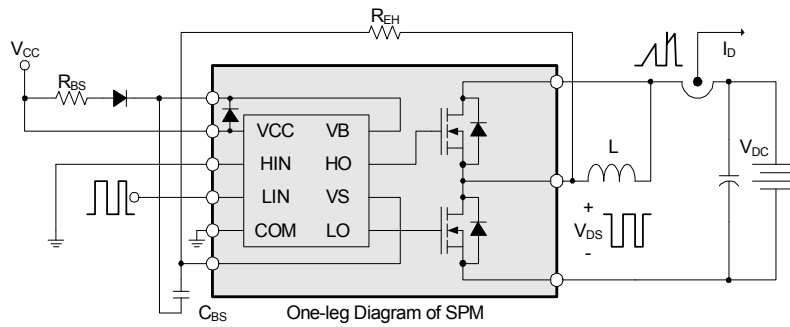 R_EH
V_CC
I_D
R_BS
VCC VB
HIN HO
LIN VS
COM LO
L
V_DC
+
V_DS
-
C_BS
One-leg Diagram of SPM